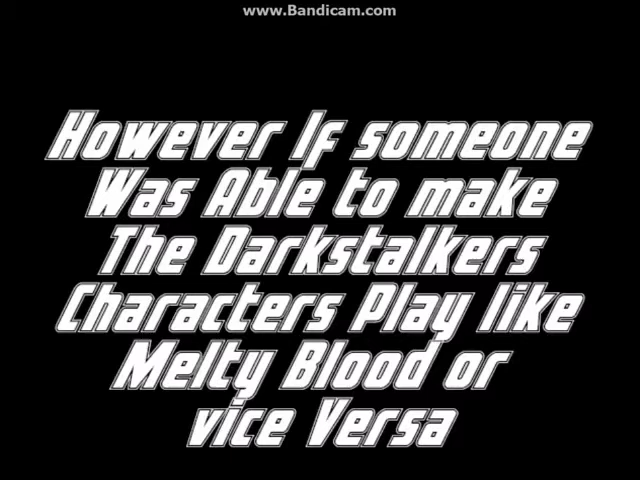 www.Bandicam.com
However If someone
Was Able to make
The Darkstalkers
Characters Play like
Melty Blood or
vice Versa